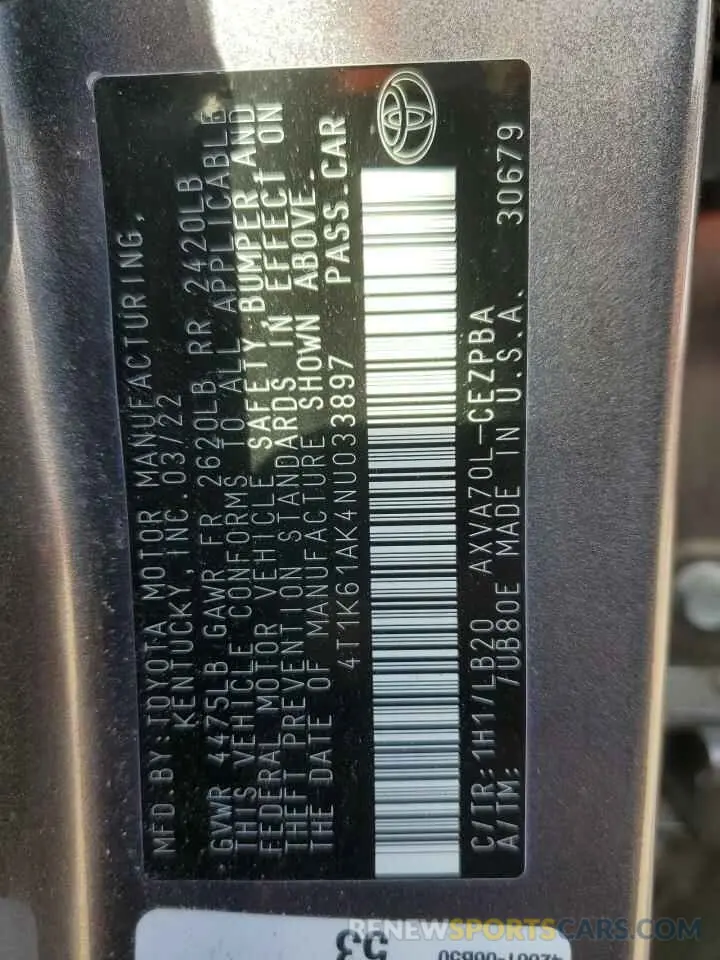 MFD BY:TOYOTA MOTOR MANUFACTURING,
KENTUCKY,INC.03/22
GVWR 4475LB GAWR FR 2620LB RR 2420LB
THIS VEHICLE CONFORMS TO ALL APPLICABLE
FEDERAL MOTOR VEHICLE SAFETY,BUMPER AND
THEFT PREVENTION STANDARDS IN EFFECT ON
THE DATE OF MANUFACTURE SHOWN ABOVE.
4T1K61AK4NU033897 PASS.CAR
C/TR:1H17LB20 AXVA70L-CEZPBA
A/TM: 7UB80E MADE IN U.S.A. 30679
53
RENEWSPORTSCARS.COM